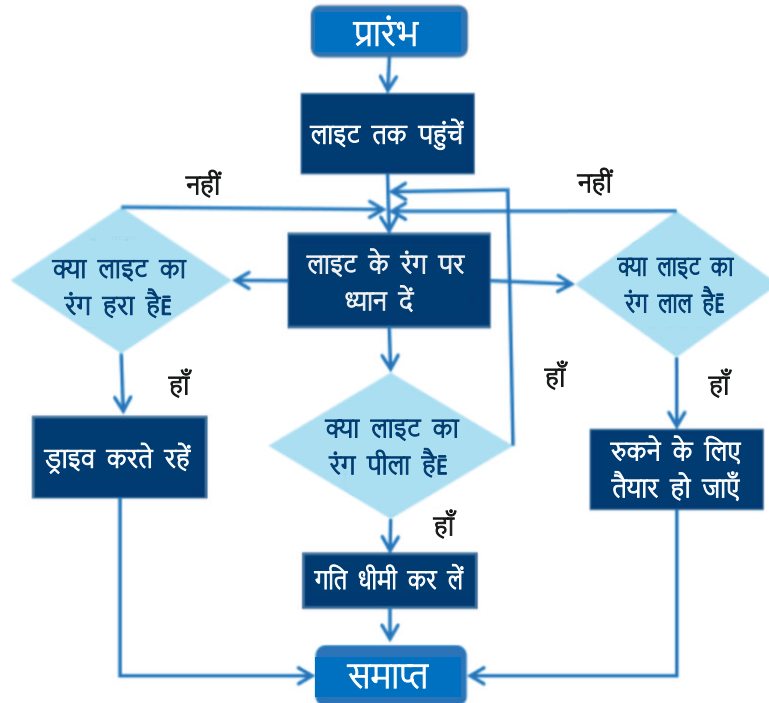 प्रारंभ
लाइट तक पहुंचें
नहीं
नहीं
क्या लाइट का
रंग हरा हैĒ
लाइट के रंग पर
ध्यान दें
क्या लाइट का
रंग लाल हैĒ
हाँ
हाँ
हाँ
क्या लाइट का
रंग पीला हैĒ
ड्राइव करते रहें
रुकने के लिए
तैयार हो जाएँ
हाँ
गति धीमी कर लें
समाप्त